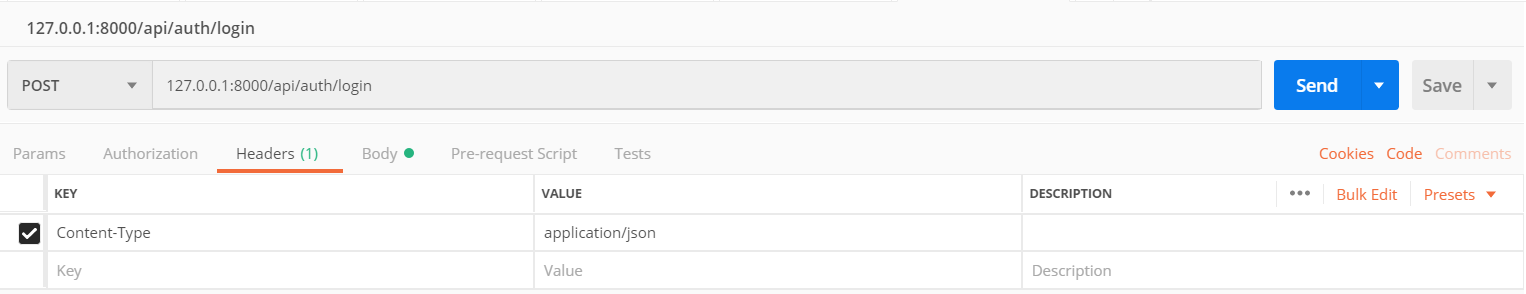 127.0.0.1:8000/api/auth/login
POST 127.0.0.1:8000/api/auth/login Send Save
Params Authorization Headers (1) Body Pre-request Script Tests Cookies Code Comments
KEY VALUE DESCRIPTION ••• Bulk Edit Presets
Content-Type application/json
Key Value Description